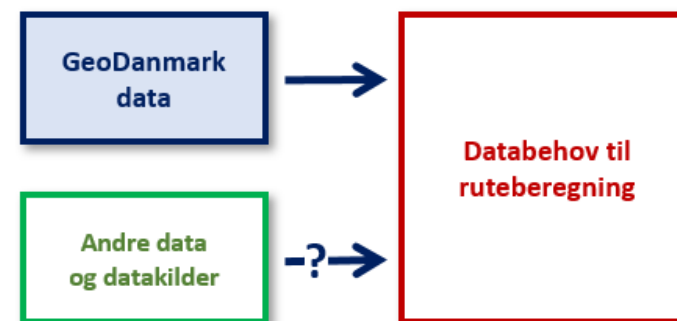 GeoDanmark
data
Databehov til
ruteberegning
Andre data
og datakilder
?